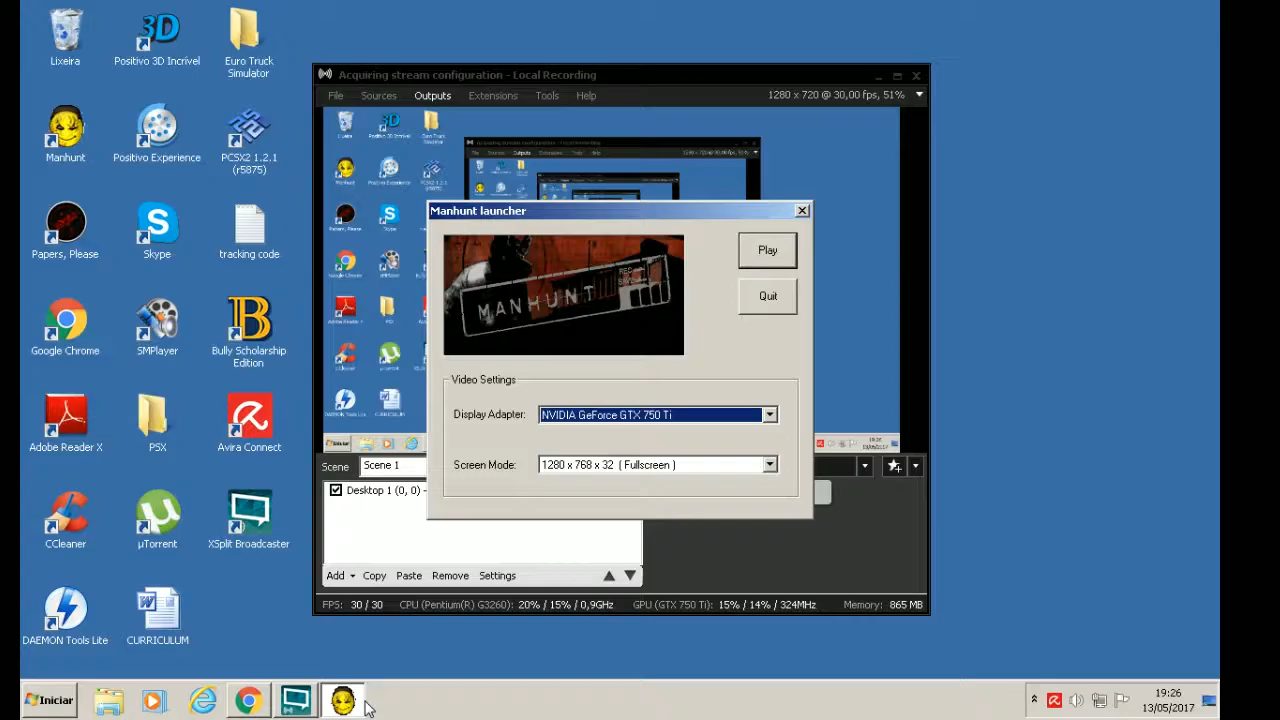 Lixeira
Positivo 3D Incrivel
Euro Truck
Simulator
Manhunt
Positivo Experience
PCSX2 1.2.1
(r5875)
Papers, Please
Skype
tracking code
Google Chrome
SMPlayer
Bully Scholarship
Edition
Adobe Reader X
PSX
Avira Connect
CCleaner
µTorrent
XSplit Broadcaster
DAEMON Tools Lite
CURRICULUM
Acquiring stream configuration - Local Recording
File Sources Outputs Extensions Tools Help
1280 x 720 @ 30,00 fps, 51%
Manhunt launcher
MANHUNT
Play
Quit
Video Settings
Display Adapter: NVIDIA GeForce GTX 750 Ti
Screen Mode: 1280 x 768 x 32 ( Fullscreen )
Scene Scene 1
Desktop 1 (0, 0) -
Add Copy Paste Remove Settings
FPS: 30 / 30 CPU (Pentium(R) G3260): 20% / 15% / 0,9GHz GPU (GTX 750 Ti): 15% / 14% / 324MHz Memory: 865 MB
Iniciar
19:26
13/05/2017